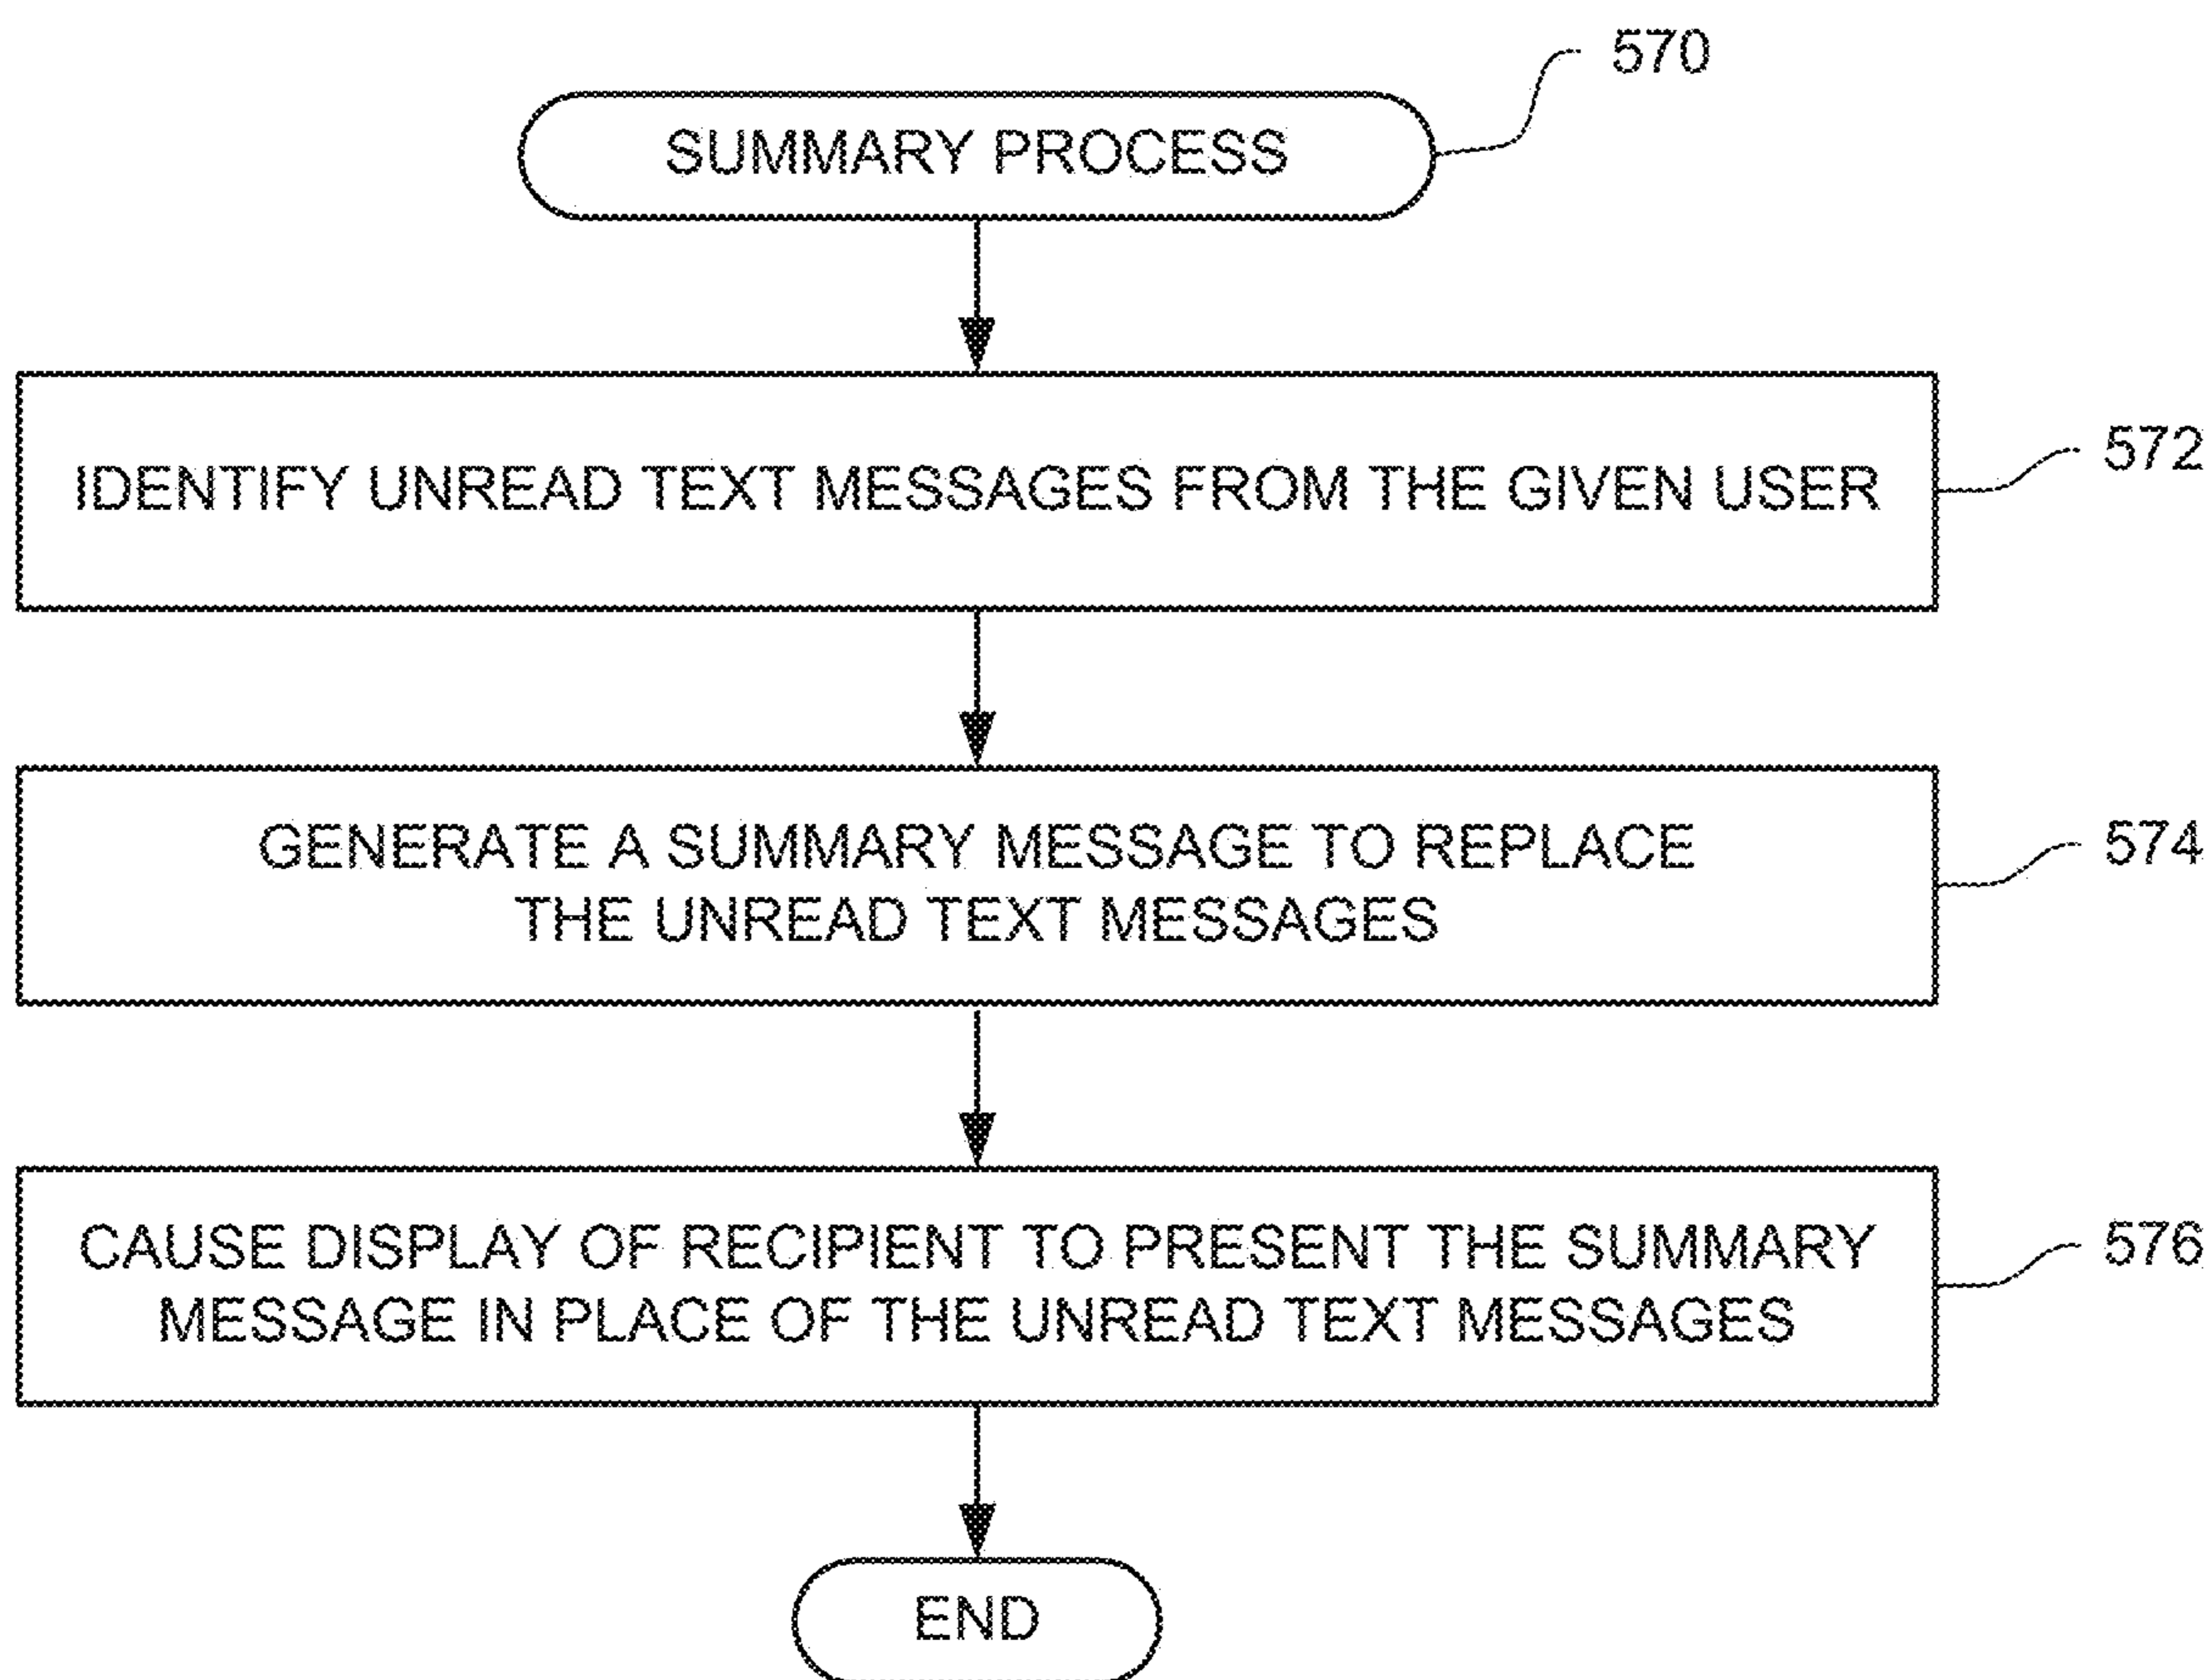 570
SUMMARY PROCESS
IDENTIFY UNREAD TEXT MESSAGES FROM THE GIVEN USER
572
GENERATE A SUMMARY MESSAGE TO REPLACE
THE UNREAD TEXT MESSAGES
574
CAUSE DISPLAY OF RECIPIENT TO PRESENT THE SUMMARY
MESSAGE IN PLACE OF THE UNREAD TEXT MESSAGES
576
END